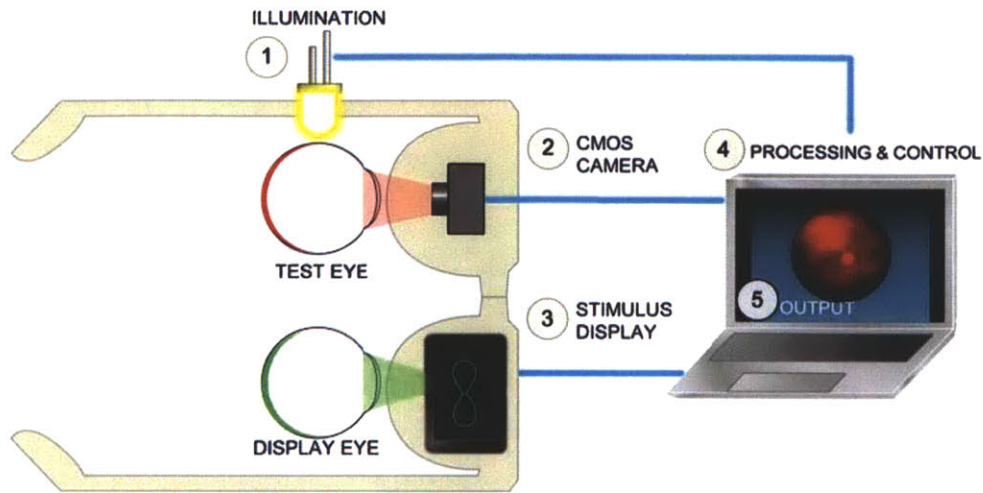 ILLUMINATION
1
2 CMOS
CAMERA
4 PROCESSING & CONTROL
TEST EYE
3 STIMULUS
DISPLAY
5 OUTPUT
DISPLAY EYE